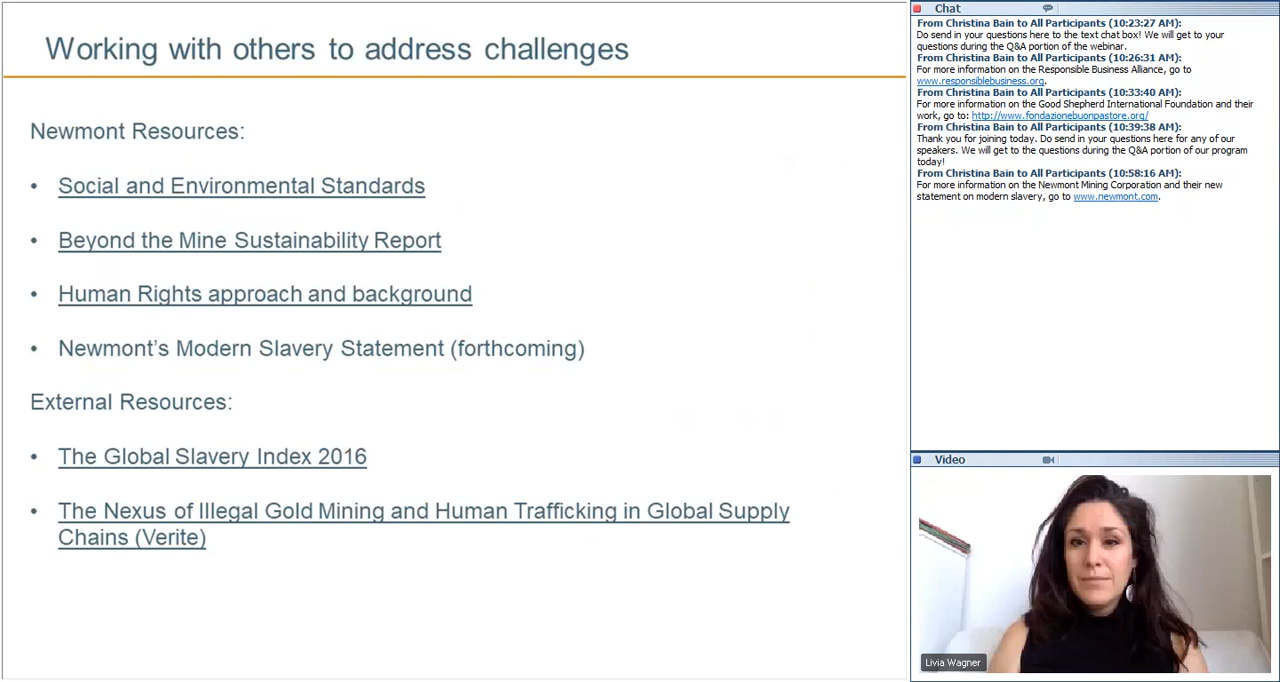 Working with others to address challenges
Newmont Resources:
• Social and Environmental Standards
• Beyond the Mine Sustainability Report
• Human Rights approach and background
• Newmont's Modern Slavery Statement (forthcoming)
External Resources:
• The Global Slavery Index 2016
• The Nexus of Illegal Gold Mining and Human Trafficking in Global Supply
Chains (Verite)
Chat
From Christina Bain to All Participants (10:23:27 AM):
Do send in your questions here to the text chat box! We will get to your
questions during the Q&A portion of the webinar.
From Christina Bain to All Participants (10:26:31 AM):
For more information on the Responsible Business Alliance, go to
www.responsiblebusiness.org.
From Christina Bain to All Participants (10:33:40 AM):
For more information on the Good Shepherd International Foundation and their
work, go to: http://www.fondazionebuonpastore.org/
From Christina Bain to All Participants (10:39:38 AM):
Thank you for joining today. Do send in your questions here for any of our
speakers. We will get to the questions during the Q&A portion of our program
today!
From Christina Bain to All Participants (10:58:16 AM):
For more information on the Newmont Mining Corporation and their new
statement on modern slavery, go to www.newmont.com.
Video
Livia Wagner